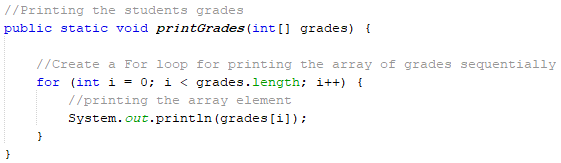 //Printing the students grades
public static void printGrades(int[] grades) {
//Create a For loop for printing the array of grades sequentially
for (int i = 0; i < grades.length; i++) {
//printing the array element
System.out.println(grades[i]);
}
}